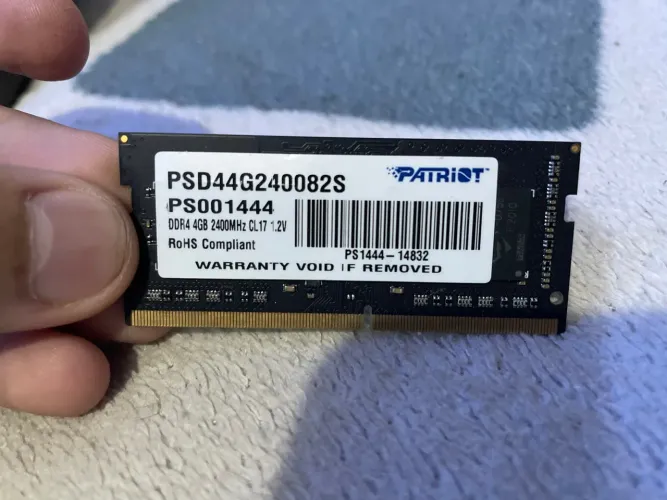 PSD44G240082S
PATRIOT
PS001444
DDR4 4GB 2400MHz CL17 1.2V
RoHS Compliant
PS1444-14832
WARRANTY VOID IF REMOVED